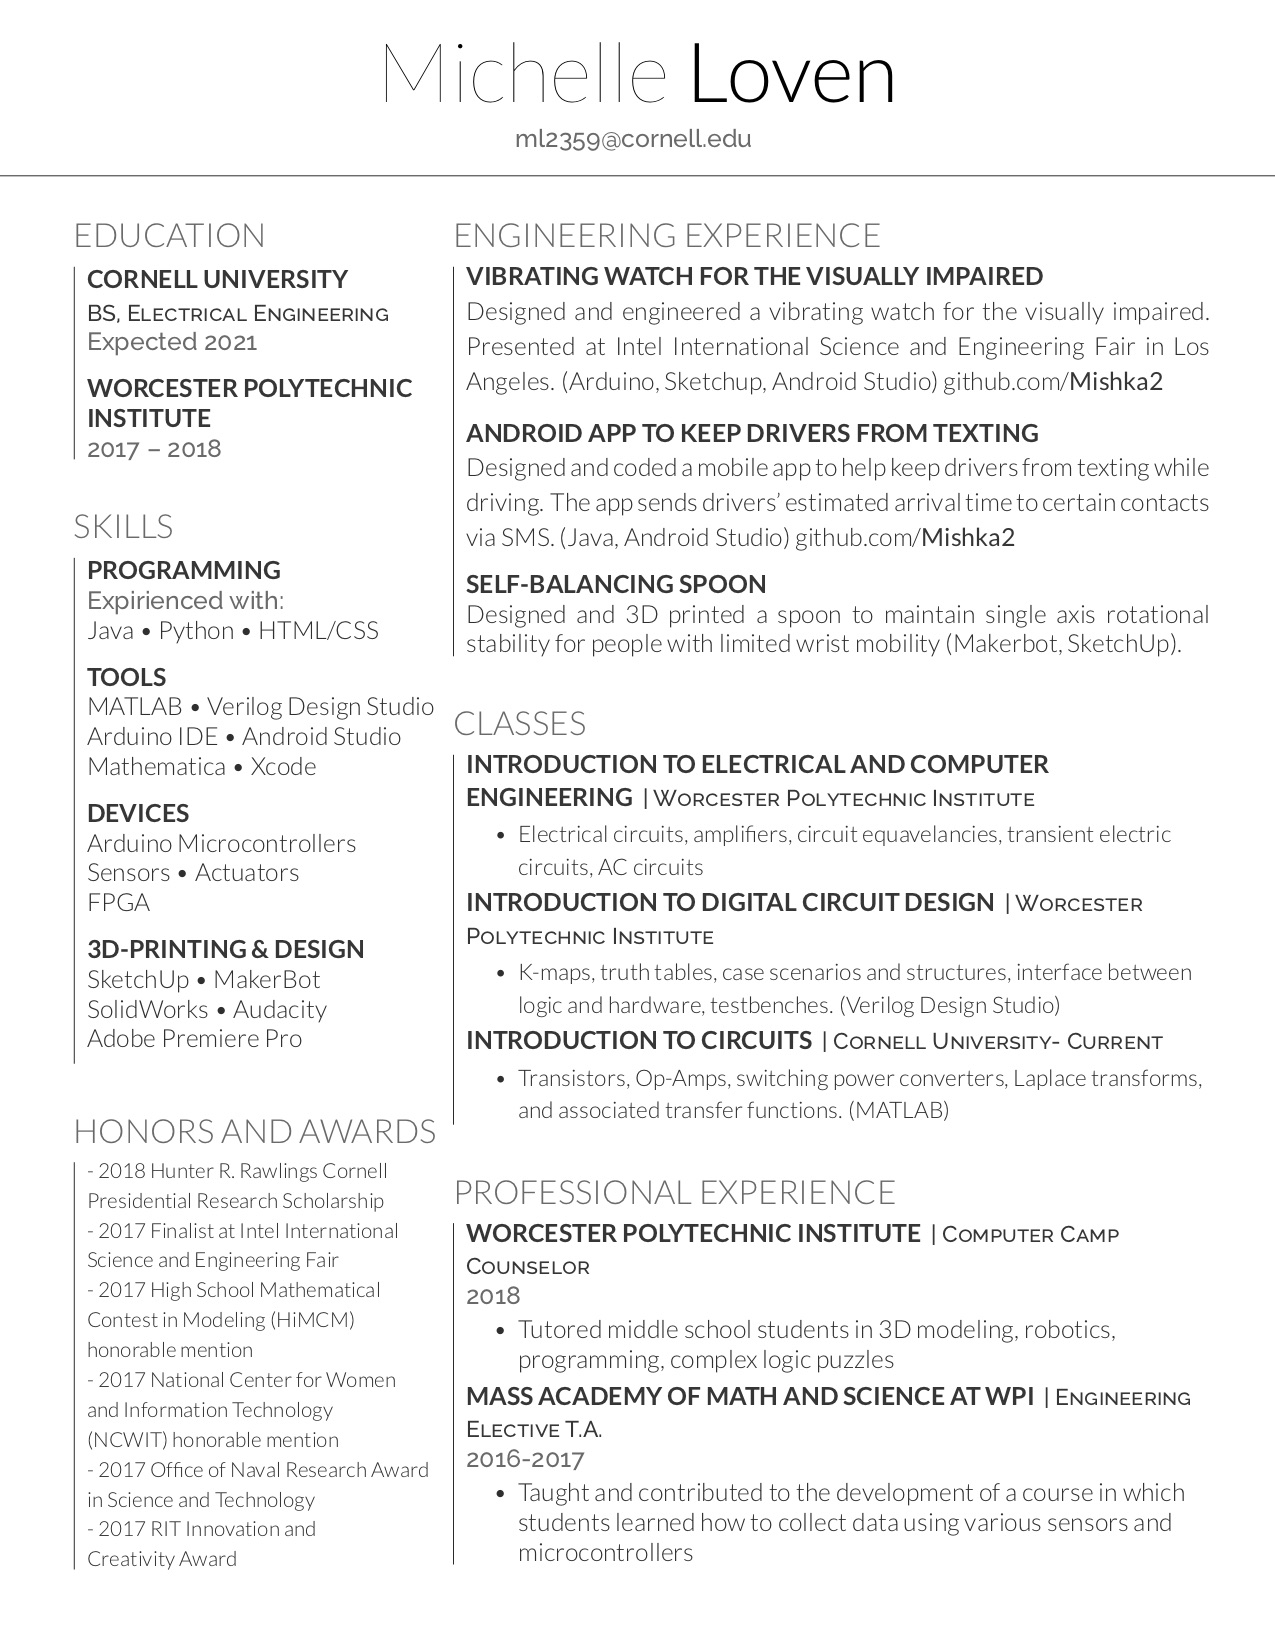 Michelle Loven
ml2359@cornell.edu
EDUCATION
CORNELL UNIVERSITY
BS, Electrical Engineering
Expected 2021
WORCESTER POLYTECHNIC
INSTITUTE
2017 – 2018
SKILLS
PROGRAMMING
Expirienced with:
Java • Python • HTML/CSS
TOOLS
MATLAB • Verilog Design Studio
Arduino IDE • Android Studio
Mathematica • Xcode
DEVICES
Arduino Microcontrollers
Sensors • Actuators
FPGA
3D-PRINTING & DESIGN
SketchUp • MakerBot
SolidWorks • Audacity
Adobe Premiere Pro
HONORS AND AWARDS
- 2018 Hunter R. Rawlings Cornell
Presidential Research Scholarship
- 2017 Finalist at Intel International
Science and Engineering Fair
- 2017 High School Mathematical
Contest in Modeling (HiMCM)
honorable mention
- 2017 National Center for Women
and Information Technology
(NCWIT) honorable mention
- 2017 Office of Naval Research Award
in Science and Technology
- 2017 RIT Innovation and
Creativity Award
ENGINEERING EXPERIENCE
VIBRATING WATCH FOR THE VISUALLY IMPAIRED
Designed and engineered a vibrating watch for the visually impaired.
Presented at Intel International Science and Engineering Fair in Los
Angeles. (Arduino, Sketchup, Android Studio) github.com/Mishka2
ANDROID APP TO KEEP DRIVERS FROM TEXTING
Designed and coded a mobile app to help keep drivers from texting while
driving. The app sends drivers’ estimated arrival time to certain contacts
via SMS. (Java, Android Studio) github.com/Mishka2
SELF-BALANCING SPOON
Designed and 3D printed a spoon to maintain single axis rotational
stability for people with limited wrist mobility (Makerbot, SketchUp).
CLASSES
INTRODUCTION TO ELECTRICAL AND COMPUTER
ENGINEERING | Worcester Polytechnic Institute
• Electrical circuits, amplifiers, circuit equavelancies, transient electric
circuits, AC circuits
INTRODUCTION TO DIGITAL CIRCUIT DESIGN | Worcester
Polytechnic Institute
• K-maps, truth tables, case scenarios and structures, interface between
logic and hardware, testbenches. (Verilog Design Studio)
INTRODUCTION TO CIRCUITS | Cornell University- Current
• Transistors, Op-Amps, switching power converters, Laplace transforms,
and associated transfer functions. (MATLAB)
PROFESSIONAL EXPERIENCE
WORCESTER POLYTECHNIC INSTITUTE | Computer Camp
Counselor
2018
• Tutored middle school students in 3D modeling, robotics,
programming, complex logic puzzles
MASS ACADEMY OF MATH AND SCIENCE AT WPI | Engineering
Elective T.A.
2016-2017
• Taught and contributed to the development of a course in which
students learned how to collect data using various sensors and
microcontrollers